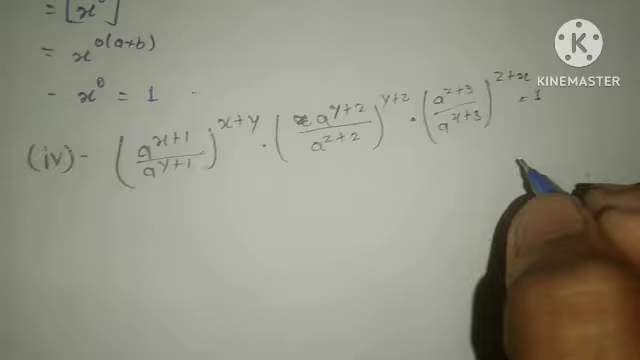 = [x⁰]
= x^0(a+b)
- x⁰ = 1
(iv) - (a^x+1 / a^y+1)^x+y · (a^y+2 / a^z+2)^y+z · (a^z+3 / a^x+3)^z+x = 1
K
KINEMASTER